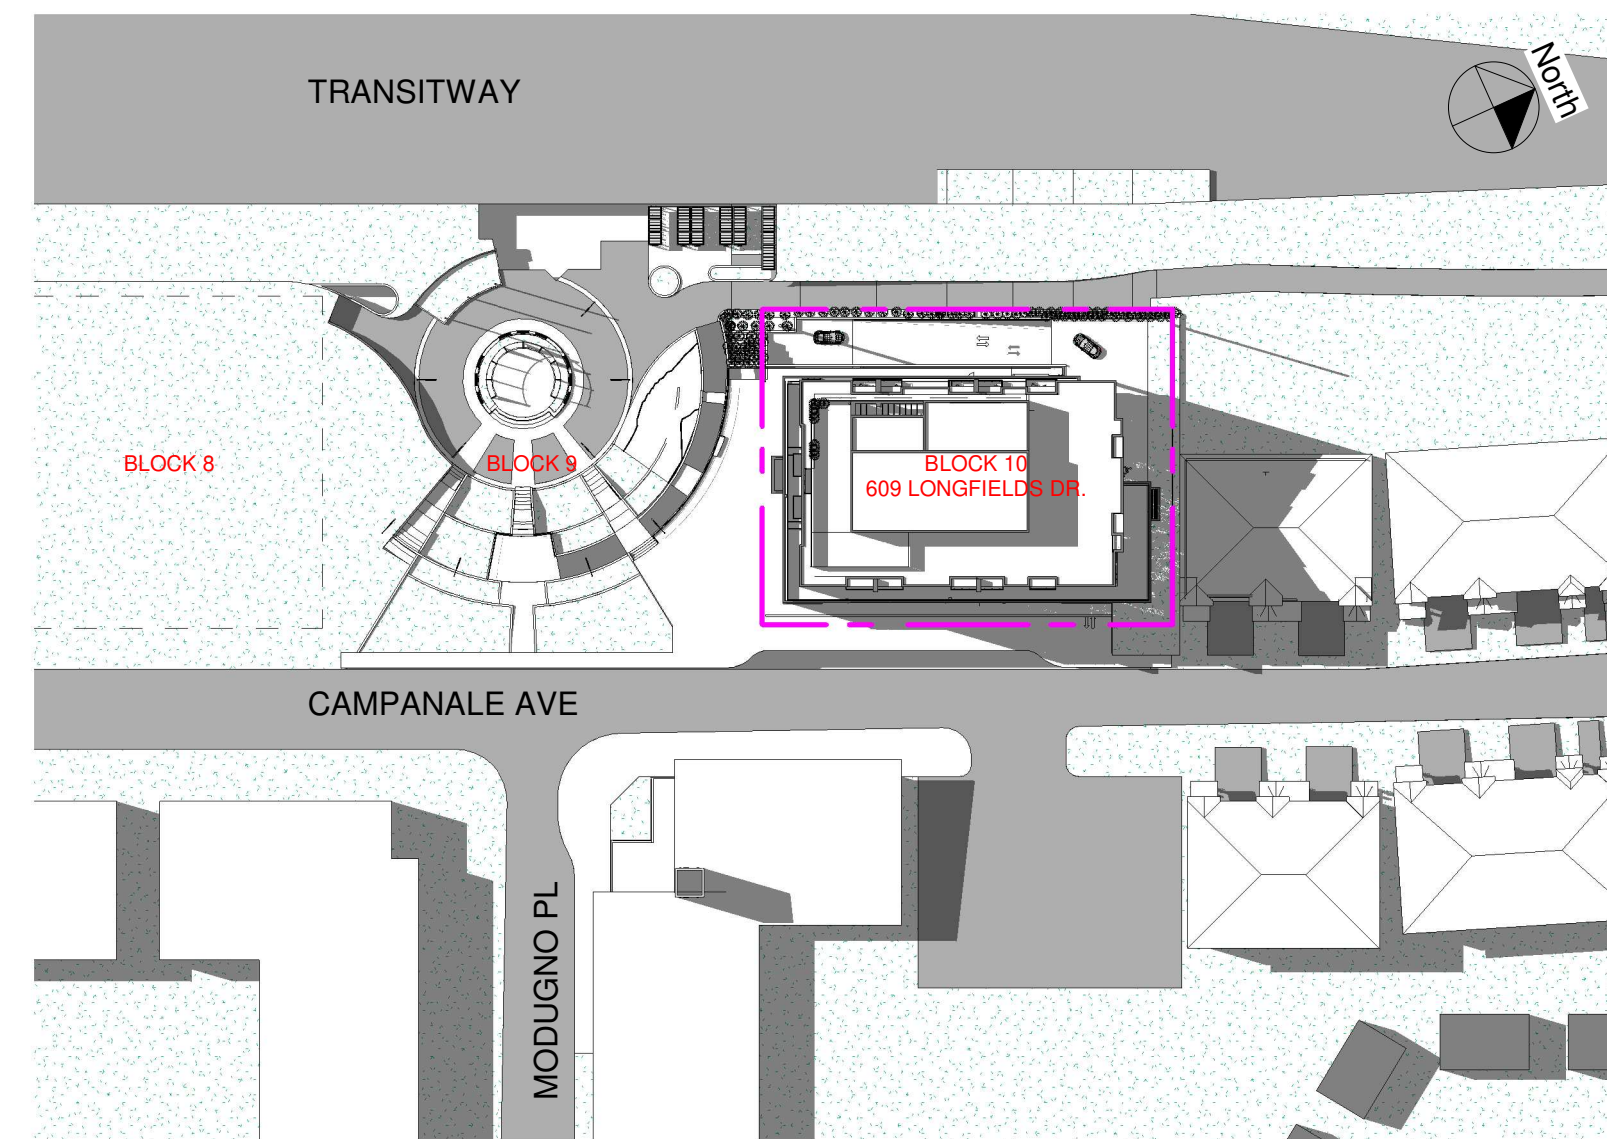 TRANSITWAY
North
BLOCK 8
BLOCK 9
BLOCK 10
609 LONGFIELDS DR.
CAMPANALE AVE
MODUGNO PL